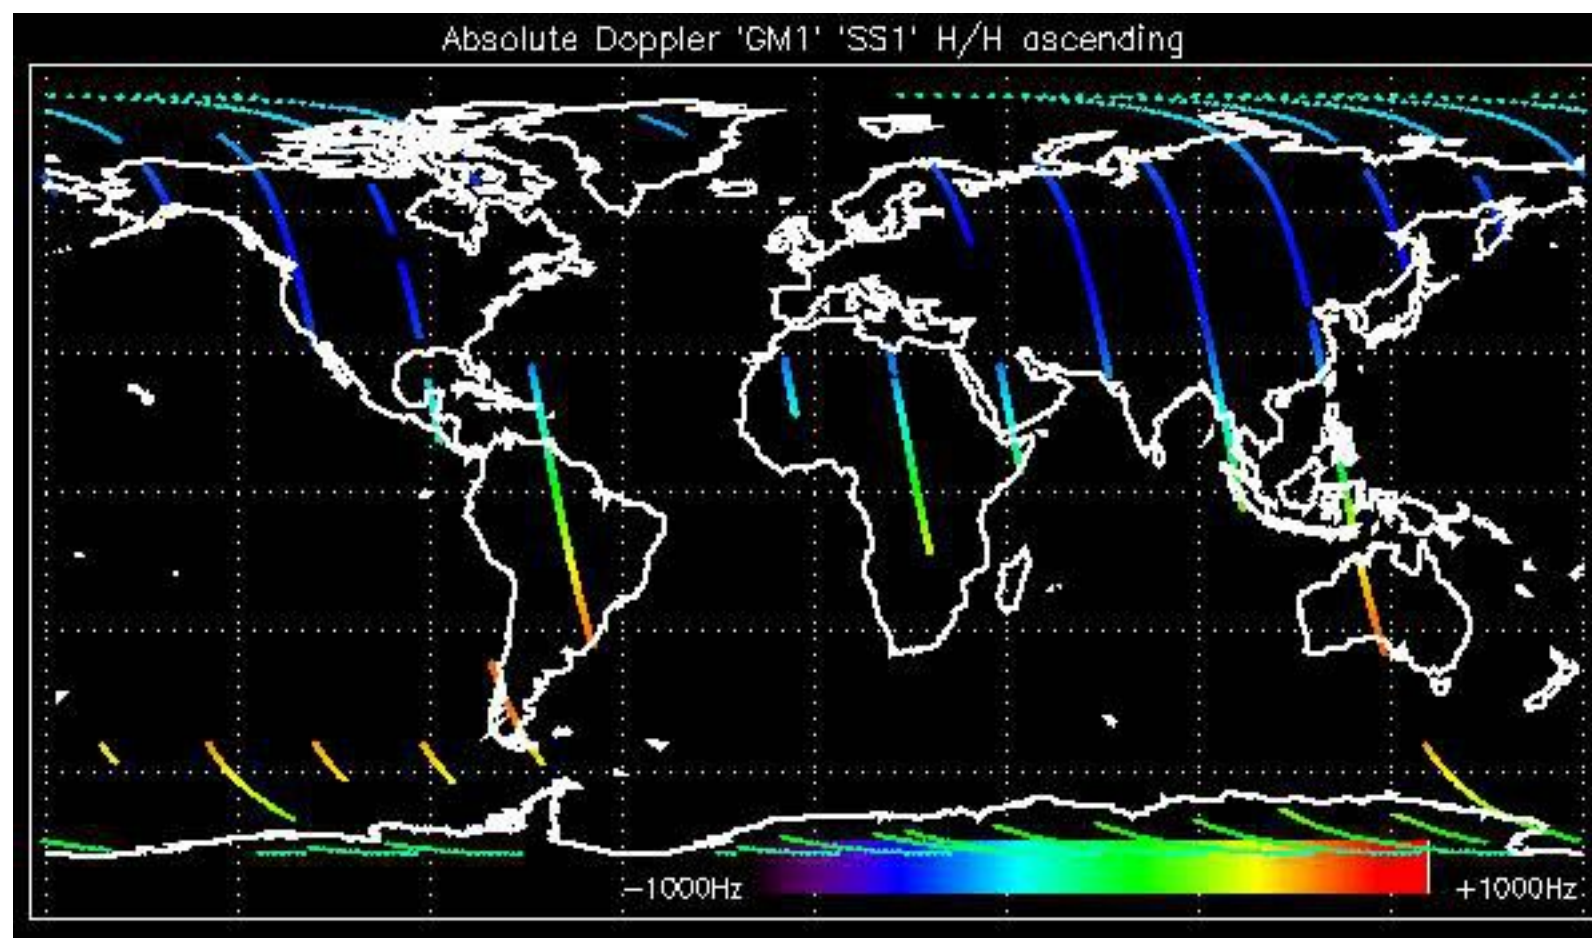 Absolute Doppler 'GM1' 'SS1' H/H ascending
-1000Hz +1000Hz